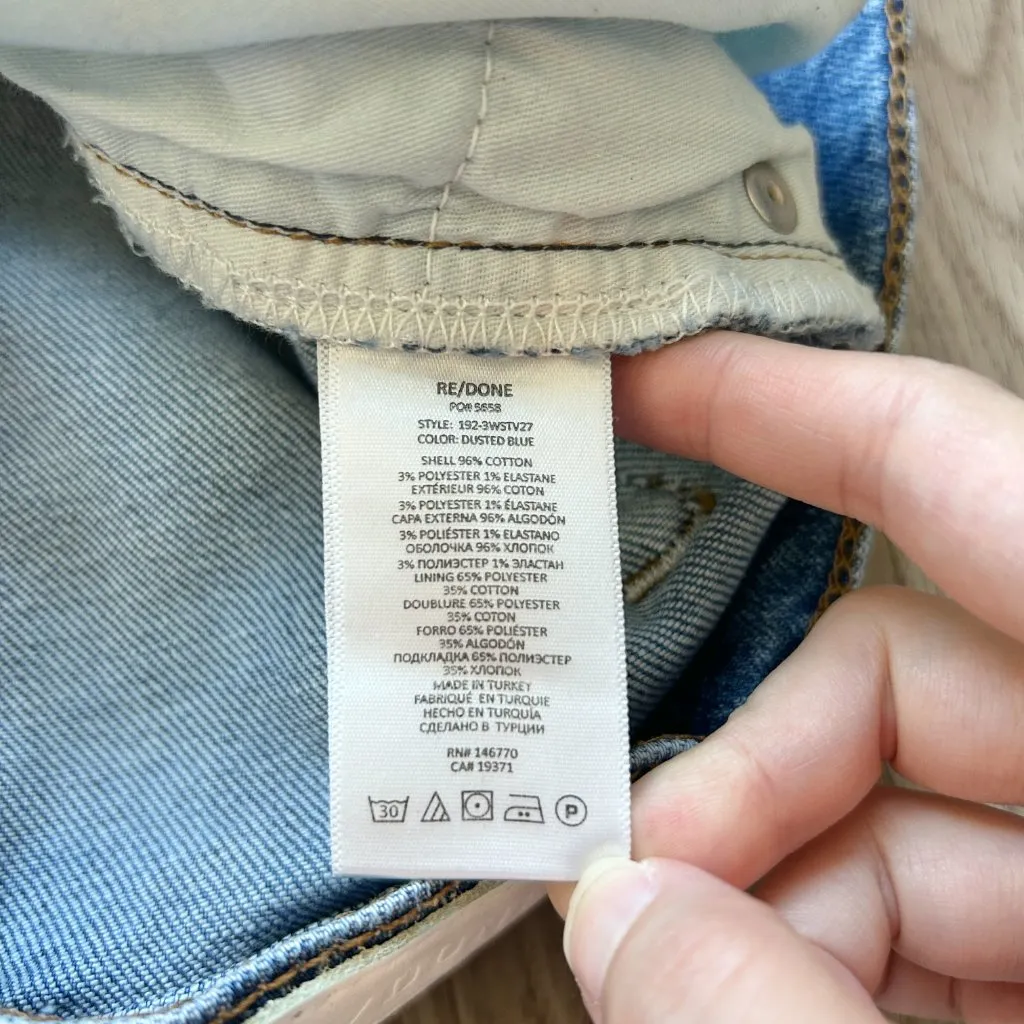 RE/DONE
PO# 5658
STYLE: 192-3WSTV27
COLOR: DUSTED BLUE
SHELL 96% COTTON
3% POLYESTER 1% ELASTANE
EXTÉRIEUR 96% COTON
3% POLYESTER 1% ÉLASTANE
CAPA EXTERNA 96% ALGODÓN
3% POLIÉSTER 1% ELASTANO
ОБОЛОЧКА 96% ХЛОПОК
3% ПОЛИЭСТЕР 1% ЭЛАСТАН
LINING 65% POLYESTER
35% COTTON
DOUBLURE 65% POLYESTER
35% COTON
FORRO 65% POLIÉSTER
35% ALGODÓN
ПОДКЛАДКА 65% ПОЛИЭСТЕР
35% ХЛОПОК
MADE IN TURKEY
FABRIQUÉ EN TURQUIE
HECHO EN TURQUÍA
СДЕЛАНО В ТУРЦИИ
RN# 146770
CA# 19371
30 P